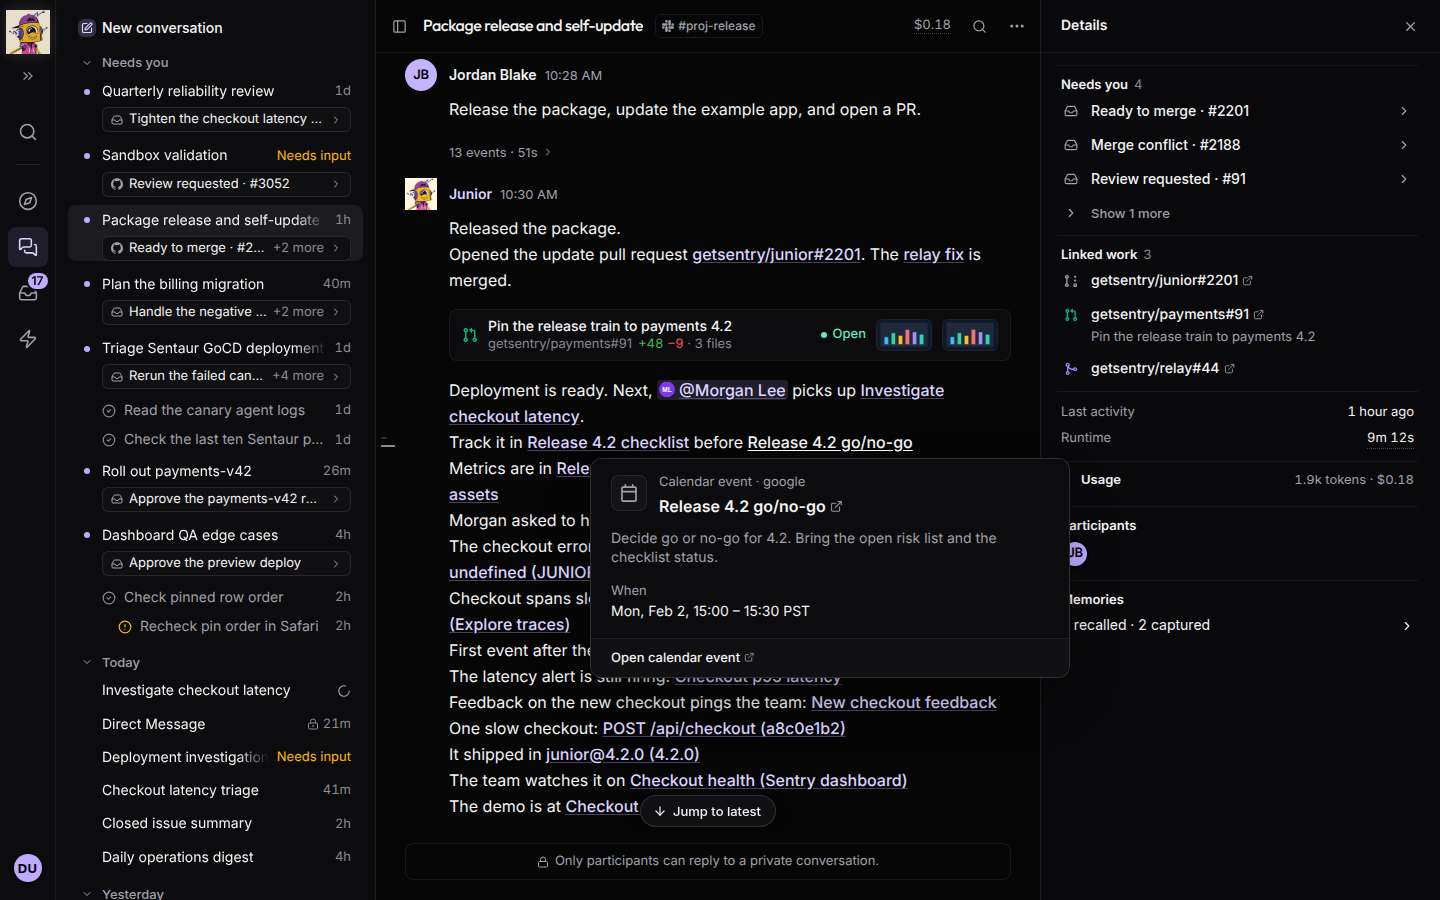 New conversation
Needs you
Quarterly reliability review 1d
Tighten the checkout latency ...
Sandbox validation Needs input
Review requested · #3052
Package release and self-update 1h
Ready to merge · #2... +2 more
17
Plan the billing migration 40m
Handle the negative ... +2 more
Triage Sentaur GoCD deployment 1d
Rerun the failed can... +4 more
Read the canary agent logs 1d
Check the last ten Sentaur p... 1d
Roll out payments-v42 26m
Approve the payments-v42 r...
Dashboard QA edge cases 4h
Approve the preview deploy
Check pinned row order 2h
Recheck pin order in Safari 2h
Today
Investigate checkout latency
Direct Message 21m
Deployment investigation Needs input
Checkout latency triage 41m
Closed issue summary 2h
Daily operations digest 4h
Yesterday
DU
Package release and self-update #proj-release $0.18
JB Jordan Blake 10:28 AM
Release the package, update the example app, and open a PR.
13 events · 51s
Junior 10:30 AM
Released the package.
Opened the update pull request getsentry/junior#2201. The relay fix is
merged.
Pin the release train to payments 4.2
getsentry/payments#91 +48 −9 · 3 files
Open
Deployment is ready. Next, ML @Morgan Lee picks up Investigate
checkout latency.
Track it in Release 4.2 checklist before Release 4.2 go/no-go
Metrics are in Rele
assets
Morgan asked to h
The checkout error
undefined (JUNIOR
Checkout spans slo
(Explore traces)
First event after the
The latency alert is still firing: Checkout p95 latency
Feedback on the new checkout pings the team: New checkout feedback
One slow checkout: POST /api/checkout (a8c0e1b2)
It shipped in junior@4.2.0 (4.2.0)
The team watches it on Checkout health (Sentry dashboard)
The demo is at Checkout
Jump to latest
Only participants can reply to a private conversation.
Calendar event · google
Release 4.2 go/no-go
Decide go or no-go for 4.2. Bring the open risk list and the
checklist status.
When
Mon, Feb 2, 15:00 – 15:30 PST
Open calendar event
Details
Needs you 4
Ready to merge · #2201
Merge conflict · #2188
Review requested · #91
Show 1 more
Linked work 3
getsentry/junior#2201
getsentry/payments#91
Pin the release train to payments 4.2
getsentry/relay#44
Last activity 1 hour ago
Runtime 9m 12s
Usage 1.9k tokens · $0.18
articipants
JB
emories
recalled · 2 captured